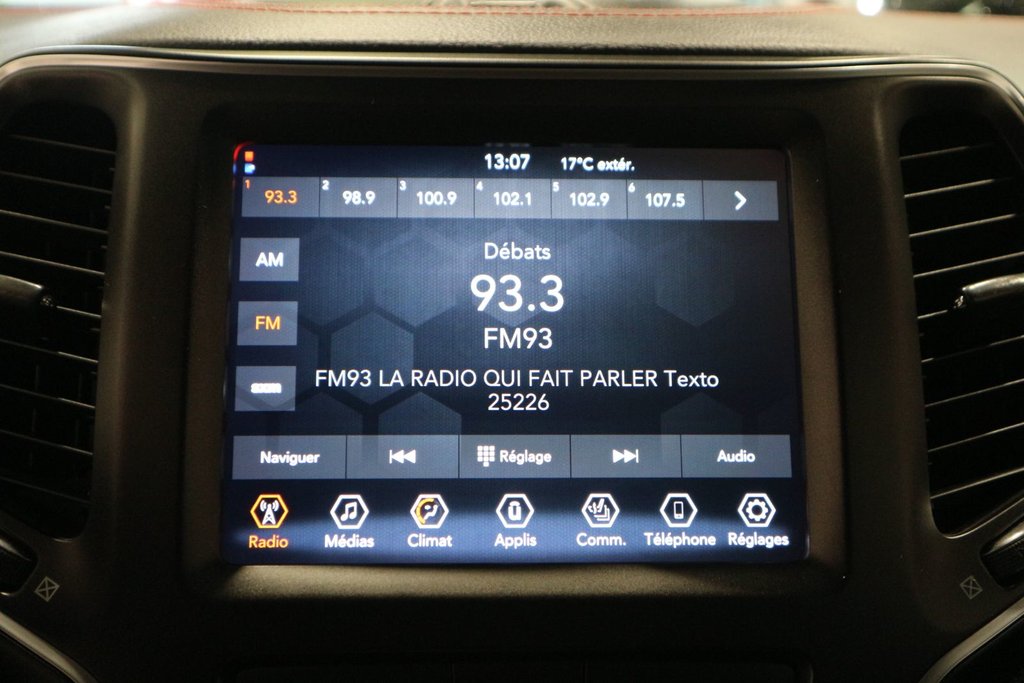 13:07 17°C extér.
1 93.3 2 98.9 3 100.9 4 102.1 5 102.9 6 107.5
AM
Débats
93.3
FM
FM93
FM93 LA RADIO QUI FAIT PARLER Texto
25226
sxm
Naviguer Réglage Audio
Radio Médias Climat Applis Comm. Téléphone Réglages